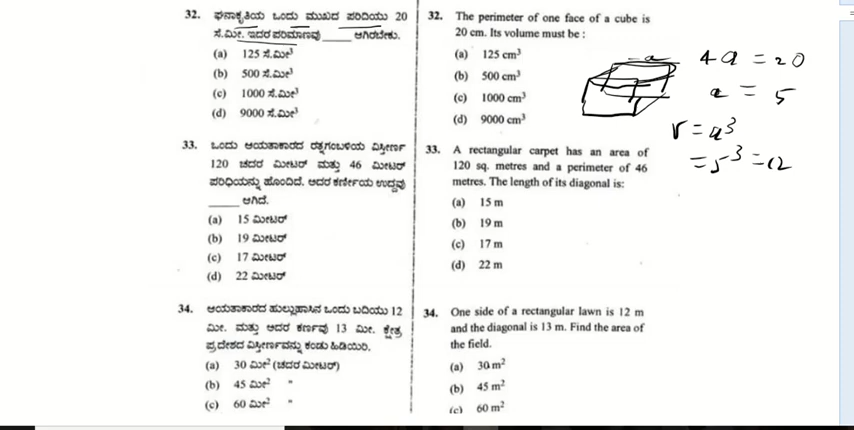 32. ಘನಾಕೃತಿಯ ಒಂದು ಮುಖದ ಪರಿದಿಯು 20
ಸೆ.ಮೀ. ಇದರ ಪರಿಮಾಣವು _____ ಆಗಿರಬೇಕು.
(a) 125 ಸೆ.ಮೀ³
(b) 500 ಸೆ.ಮೀ³
(c) 1000 ಸೆ.ಮೀ³
(d) 9000 ಸೆ.ಮೀ³
33. ಒಂದು ಆಯತಾಕಾರದ ರತ್ನಗಂಬಳಿಯ ವಿಸ್ತೀರ್ಣ
120 ಚದರ ಮೀಟರ್ ಮತ್ತು 46 ಮೀಟರ್
ಪರಿಧಿಯನ್ನು ಹೊಂದಿದೆ. ಅದರ ಕರ್ಣೀಯ ಉದ್ದವು
_____ ಆಗಿದೆ.
(a) 15 ಮೀಟರ್
(b) 19 ಮೀಟರ್
(c) 17 ಮೀಟರ್
(d) 22 ಮೀಟರ್
34. ಆಯತಾಕಾರದ ಹುಲ್ಲುಹಾಸಿನ ಒಂದು ಬದಿಯು 12
ಮೀ. ಮತ್ತು ಅದರ ಕರ್ಣವು 13 ಮೀ. ಕ್ಷೇತ್ರ
ಪ್ರದೇಶದ ವಿಸ್ತೀರ್ಣವನ್ನು ಕಂಡು ಹಿಡಿಯಿರಿ.
(a) 30 ಮೀ² (ಚದರ ಮೀಟರ್)
(b) 45 ಮೀ² "
(c) 60 ಮೀ² "
32. The perimeter of one face of a cube is
20 cm. Its volume must be :
(a) 125 cm³
(b) 500 cm³
(c) 1000 cm³
(d) 9000 cm³
33. A rectangular carpet has an area of
120 sq. metres and a perimeter of 46
metres. The length of its diagonal is:
(a) 15 m
(b) 19 m
(c) 17 m
(d) 22 m
34. One side of a rectangular lawn is 12 m
and the diagonal is 13 m. Find the area of
the field.
(a) 30 m²
(b) 45 m²
(c) 60 m²
a
4a = 20
a = 5
V = a³
= 5³ = 12